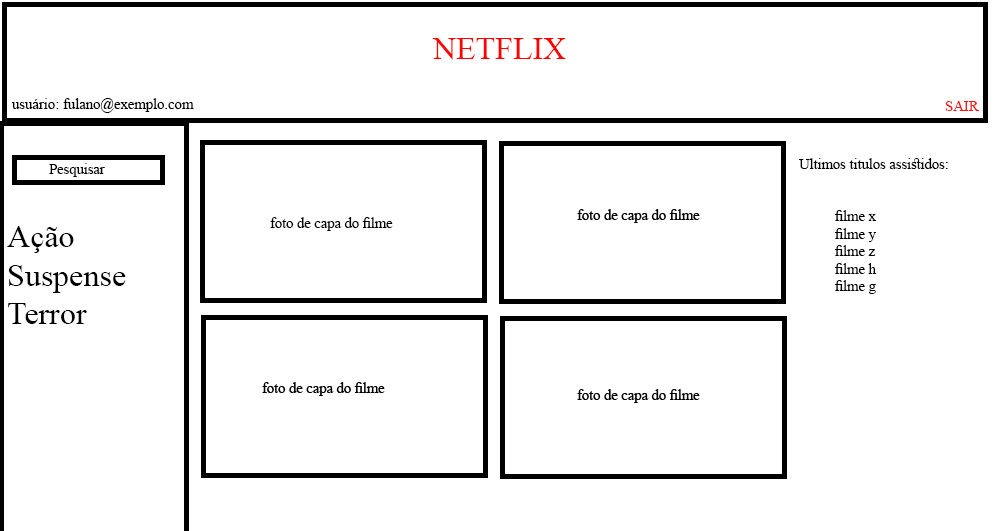 NETFLIX
usuário: fulano@exemplo.com
SAIR
Pesquisar
Ação
Suspense
Terror
foto de capa do filme
foto de capa do filme
foto de capa do filme
foto de capa do filme
Ultimos titulos assistidos:
filme x
filme y
filme z
filme h
filme g